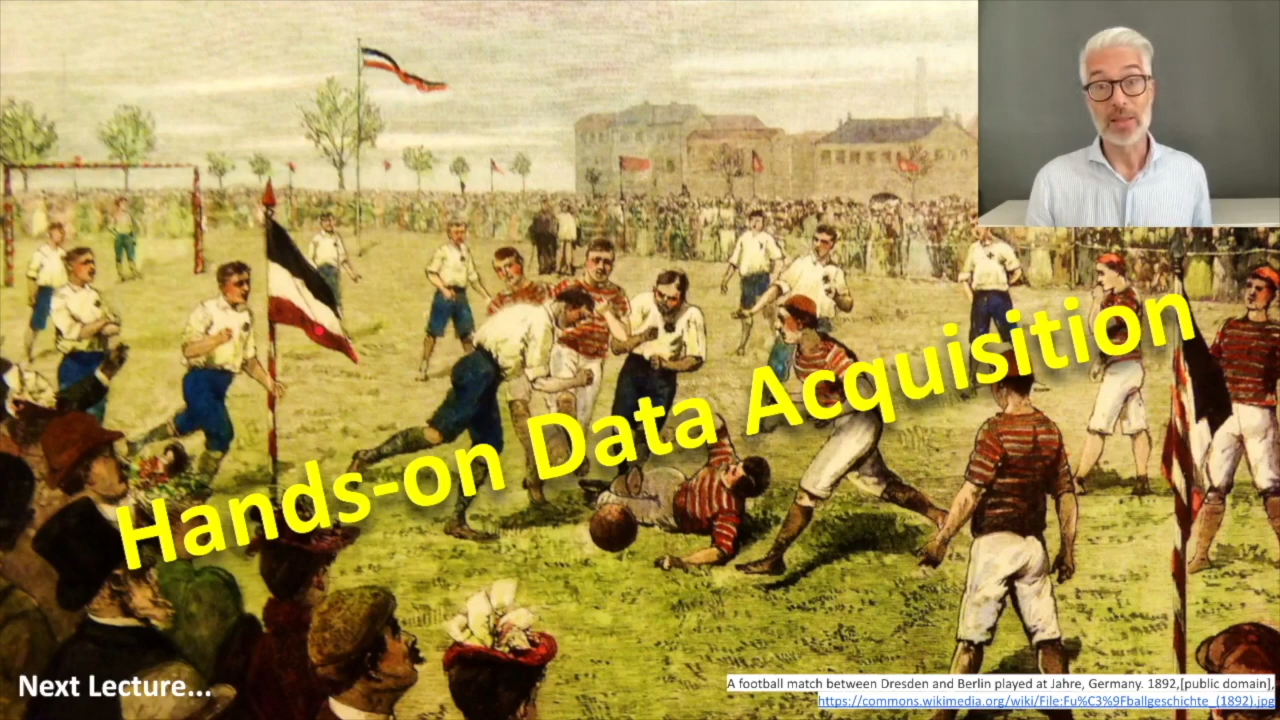 Hands-on Data Acquisition
Next Lecture...
A football match between Dresden and Berlin played at Jahre, Germany. 1892,[public domain],
https://commons.wikimedia.org/wiki/File:Fu%C3%9Fballgeschichte_(1892).jpg